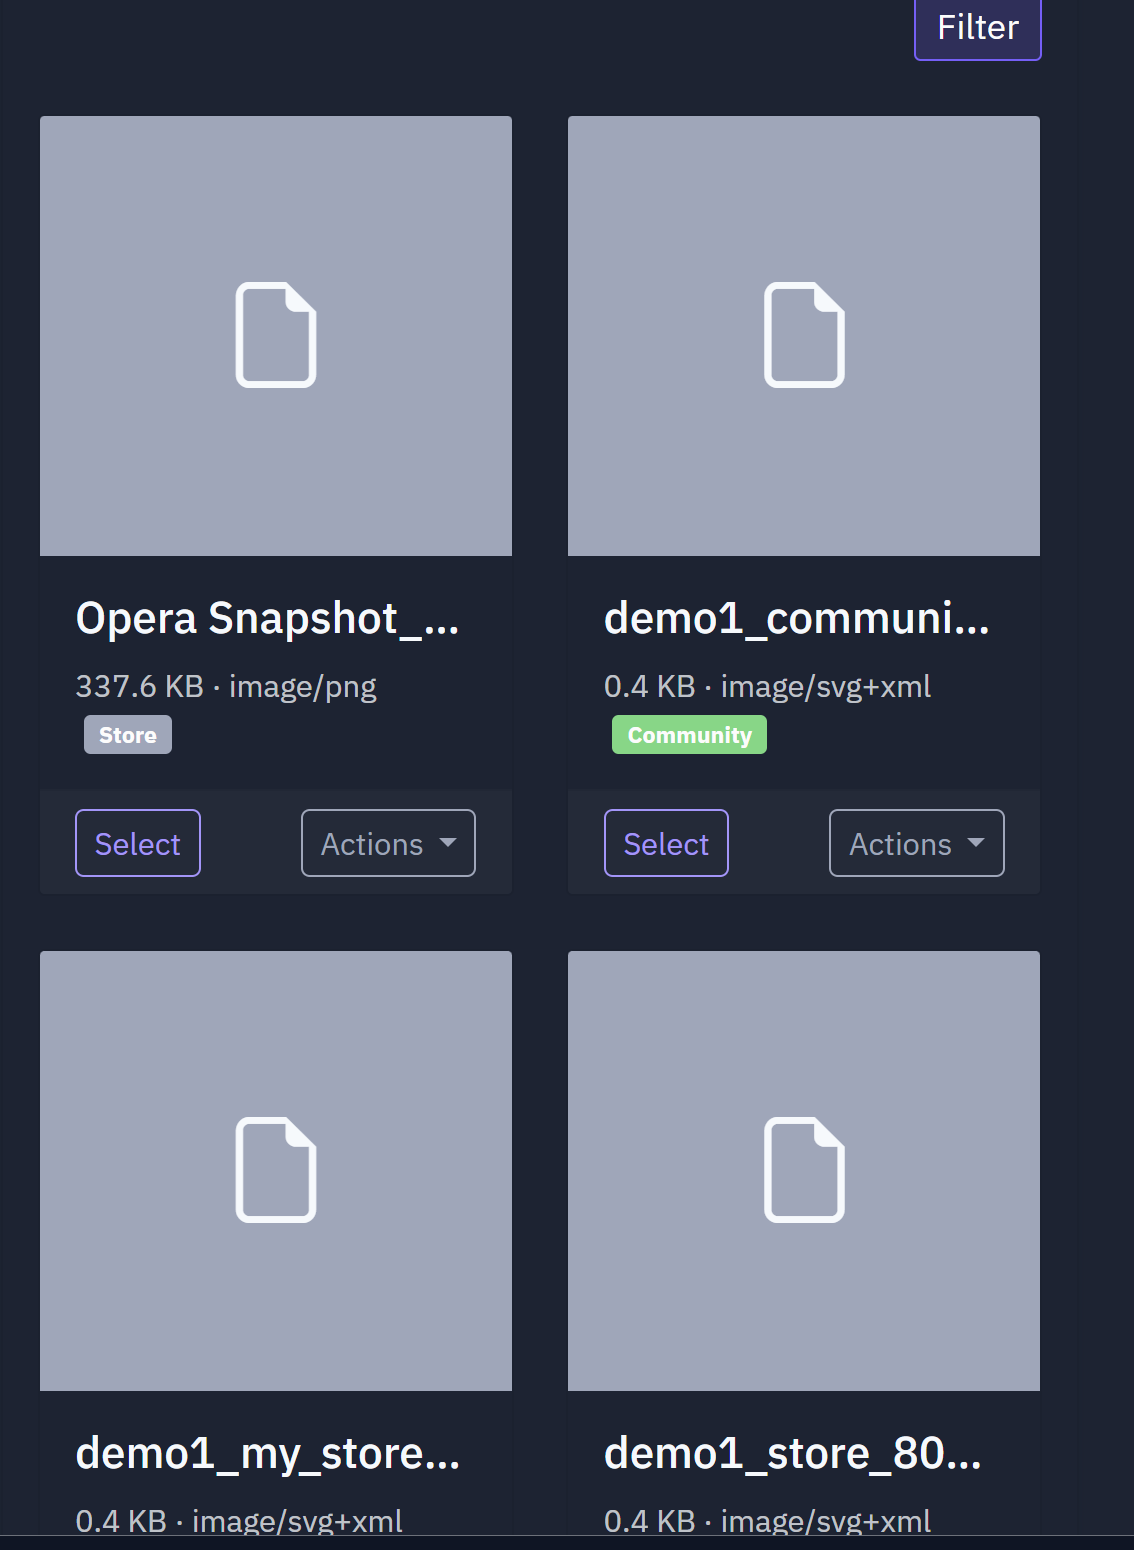 Filter
Opera Snapshot_...
337.6 KB · image/png
Store
Select
Actions
demo1_communi...
0.4 KB · image/svg+xml
Community
Select
Actions
demo1_my_store...
0.4 KB · image/svg+xml
demo1_store_80...
0.4 KB · image/svg+xml